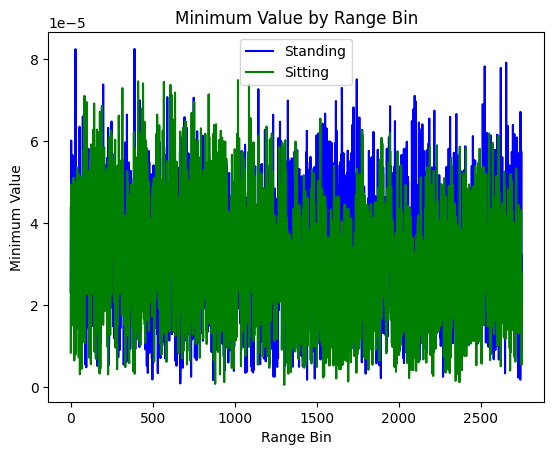 Minimum Value by Range Bin
1e−5
Standing
Sitting
8
6
4
2
0
Minimum Value
0
500
1000
1500
2000
2500
Range Bin